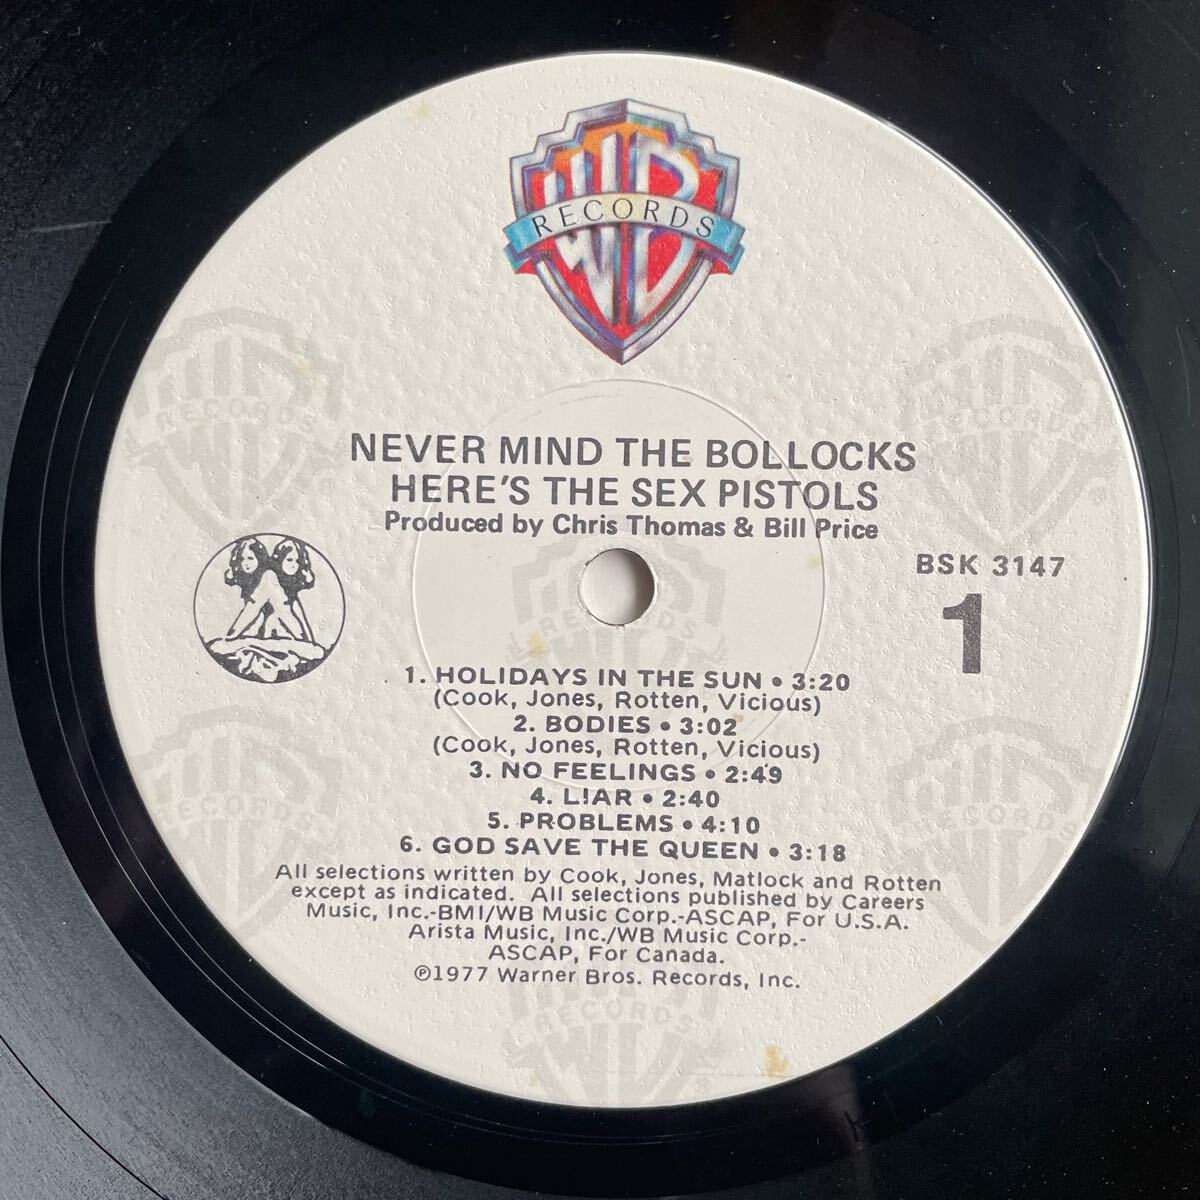 WB
RECORDS
NEVER MIND THE BOLLOCKS
HERE'S THE SEX PISTOLS
Produced by Chris Thomas & Bill Price
BSK 3147
1
1. HOLIDAYS IN THE SUN • 3:20
(Cook, Jones, Rotten, Vicious)
2. BODIES • 3:02
(Cook, Jones, Rotten, Vicious)
3. NO FEELINGS • 2:49
4. LIAR • 2:40
5. PROBLEMS • 4:10
6. GOD SAVE THE QUEEN • 3:18
All selections written by Cook, Jones, Matlock and Rotten
except as indicated. All selections published by Careers
Music, Inc.-BMI/WB Music Corp.-ASCAP, For U.S.A.
Arista Music, Inc./WB Music Corp.-
ASCAP, For Canada.
℗1977 Warner Bros. Records, Inc.